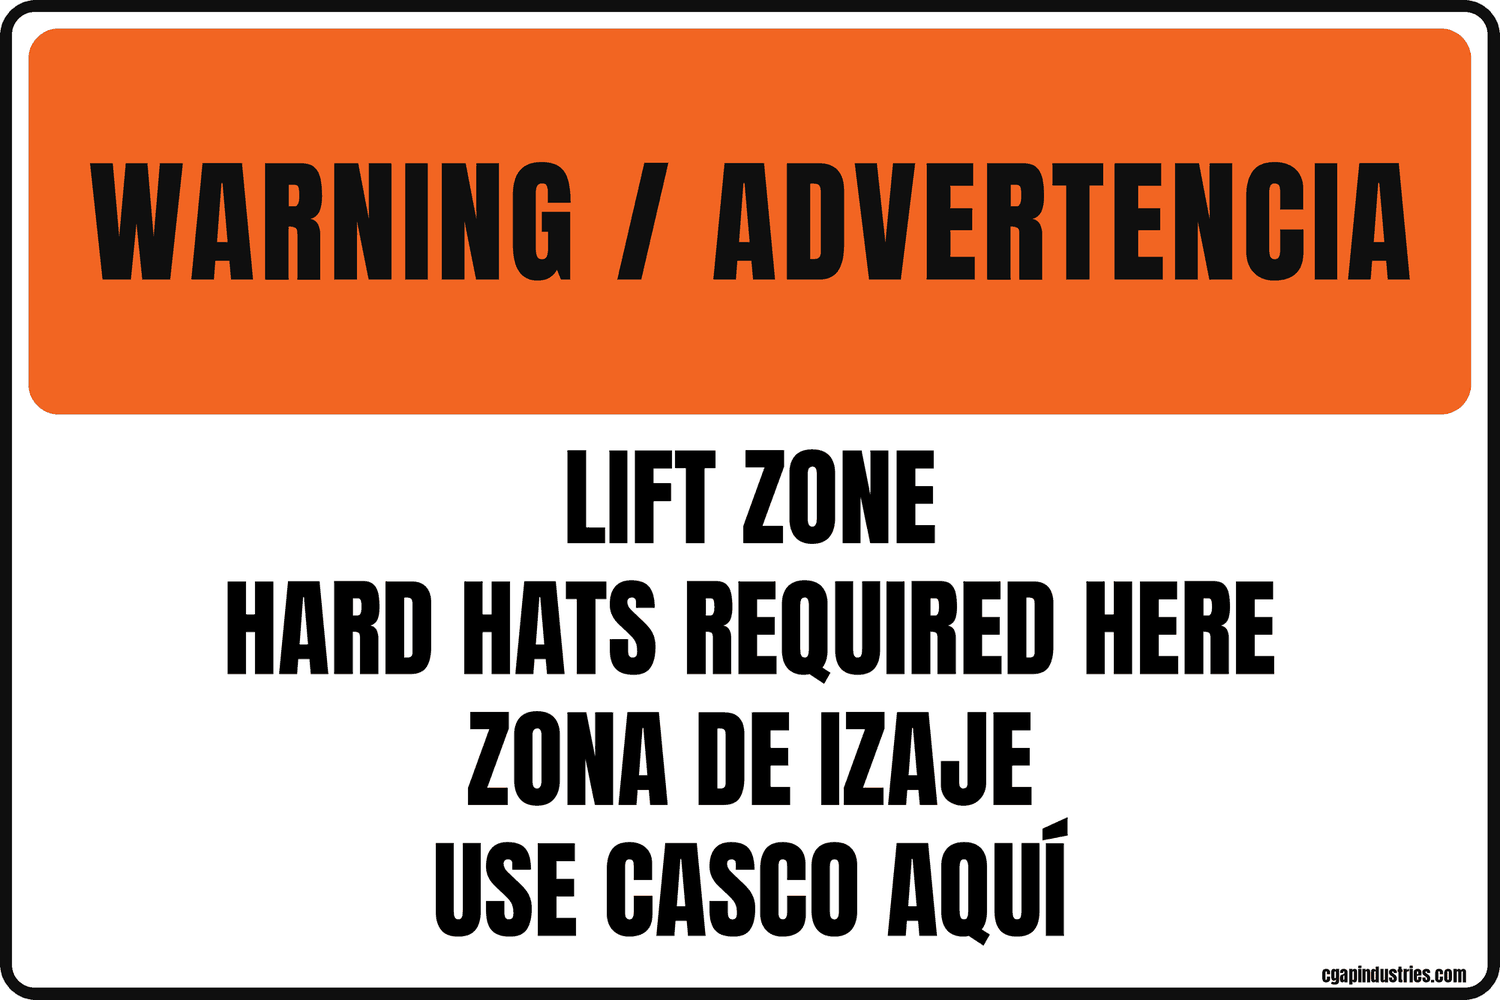 WARNING / ADVERTENCIA
LIFT ZONE
HARD HATS REQUIRED HERE
ZONA DE IZAJE
USE CASCO AQUÍ
cgapindustries.com